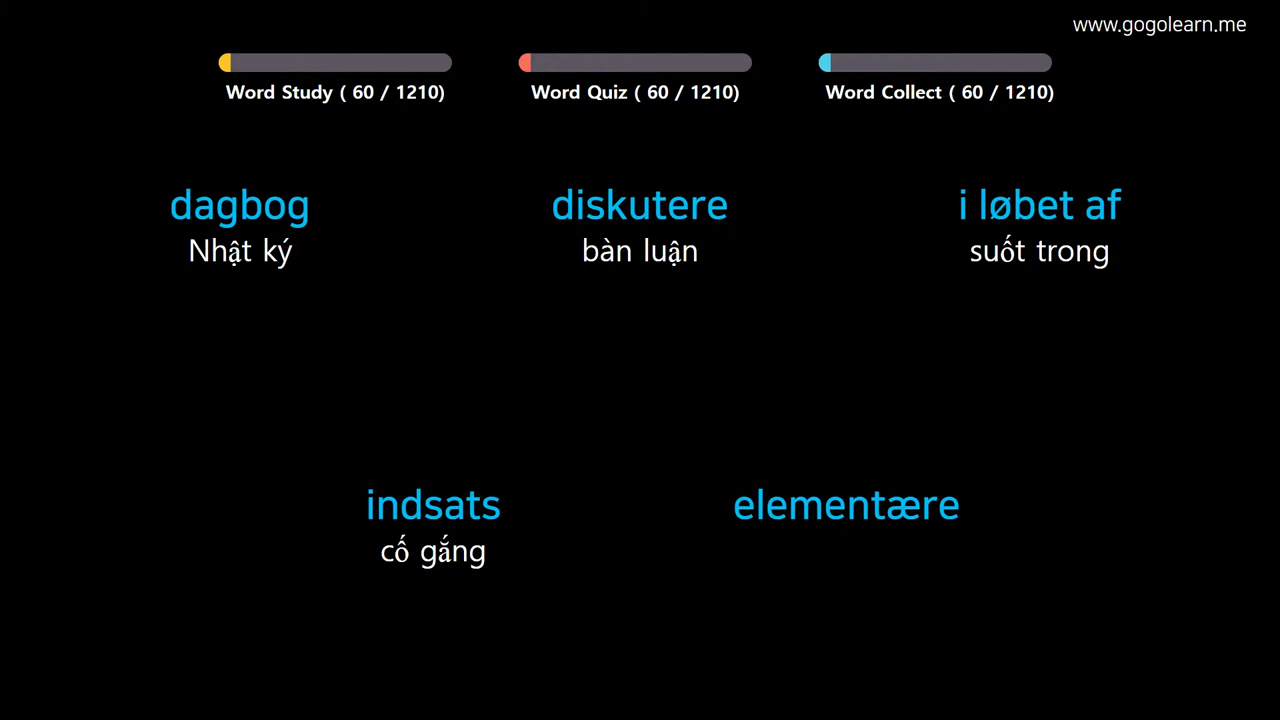 www.gogolearn.me
Word Study ( 60 / 1210)
Word Quiz ( 60 / 1210)
Word Collect ( 60 / 1210)
dagbog
Nhật ký
diskutere
bàn luận
i løbet af
suốt trong
indsats
cố gắng
elementære